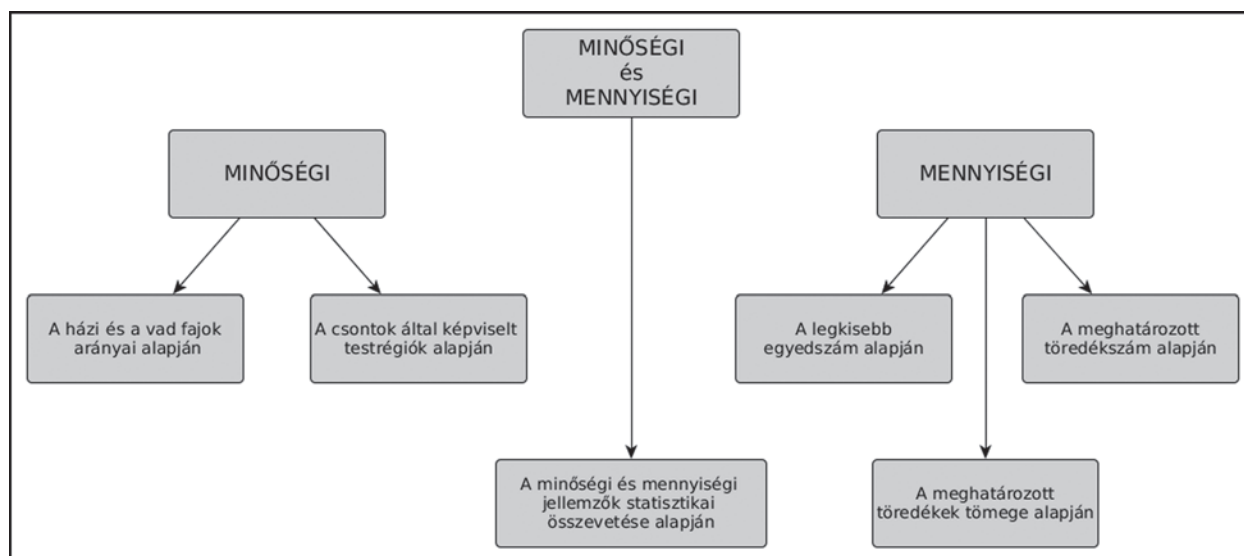 MINŐSÉGI
és
MENNYISÉGI
MINŐSÉGI
MENNYISÉGI
A házi és a vad fajok
arányai alapján
A csontok által képviselt
testrégiók alapján
A legkisebb
egyedszám alapján
A meghatározott
töredékszám alapján
A minőségi és mennyiségi
jellemzők statisztikai
összevetése alapján
A meghatározott
töredékek tömege alapján